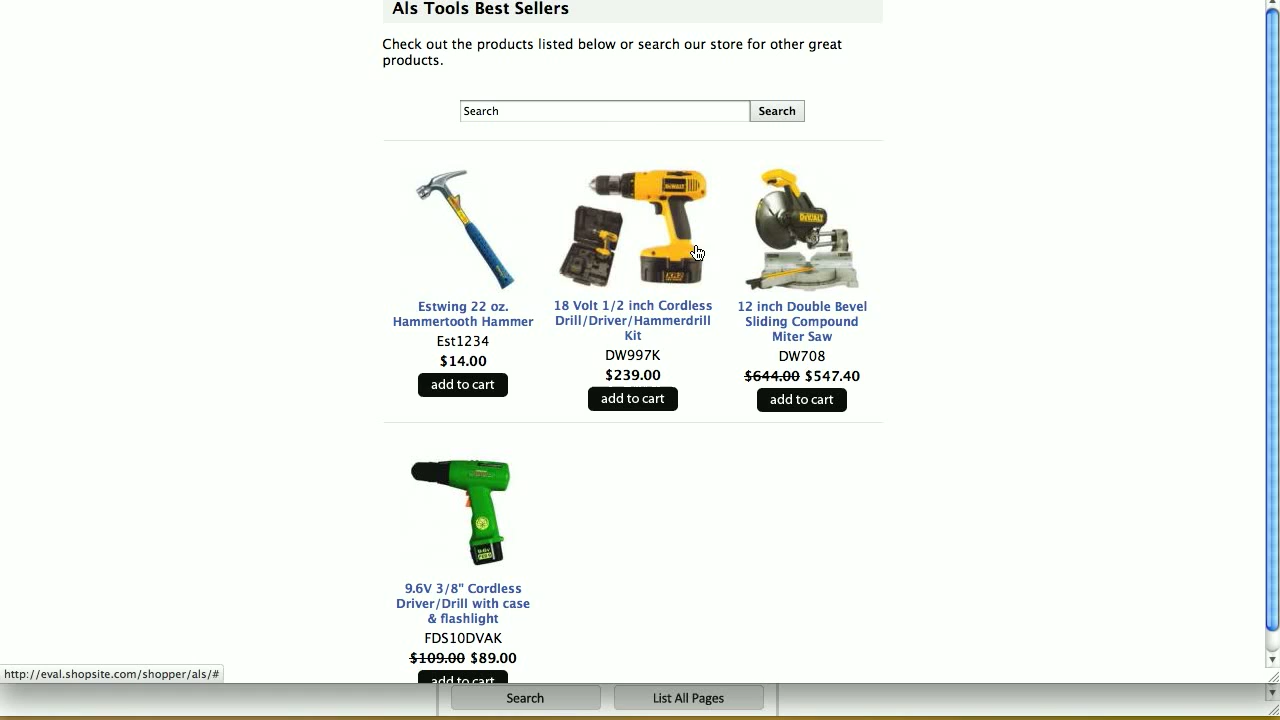 Als Tools Best Sellers
Check out the products listed below or search our store for other great
products.
Search
Search
DEWALT
XRP
DEWALT
Estwing 22 oz.
Hammertooth Hammer
Est1234
$14.00
add to cart
18 Volt 1/2 inch Cordless
Drill/Driver/Hammerdrill
Kit
DW997K
$239.00
add to cart
12 inch Double Bevel
Sliding Compound
Miter Saw
DW708
$644.00 $547.40
add to cart
9.6V 3/8" Cordless
Driver/Drill with case
& flashlight
FDS10DVAK
$109.00 $89.00
add to cart
http://eval.shopsite.com/shopper/als/#
Search
List All Pages